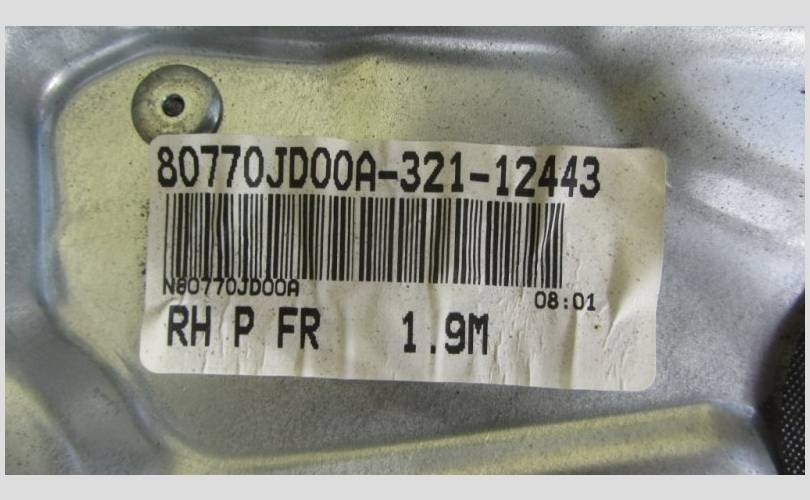 80770JD00A-321-12443
N80770JD00A
08:01
RH P FR 1.9M